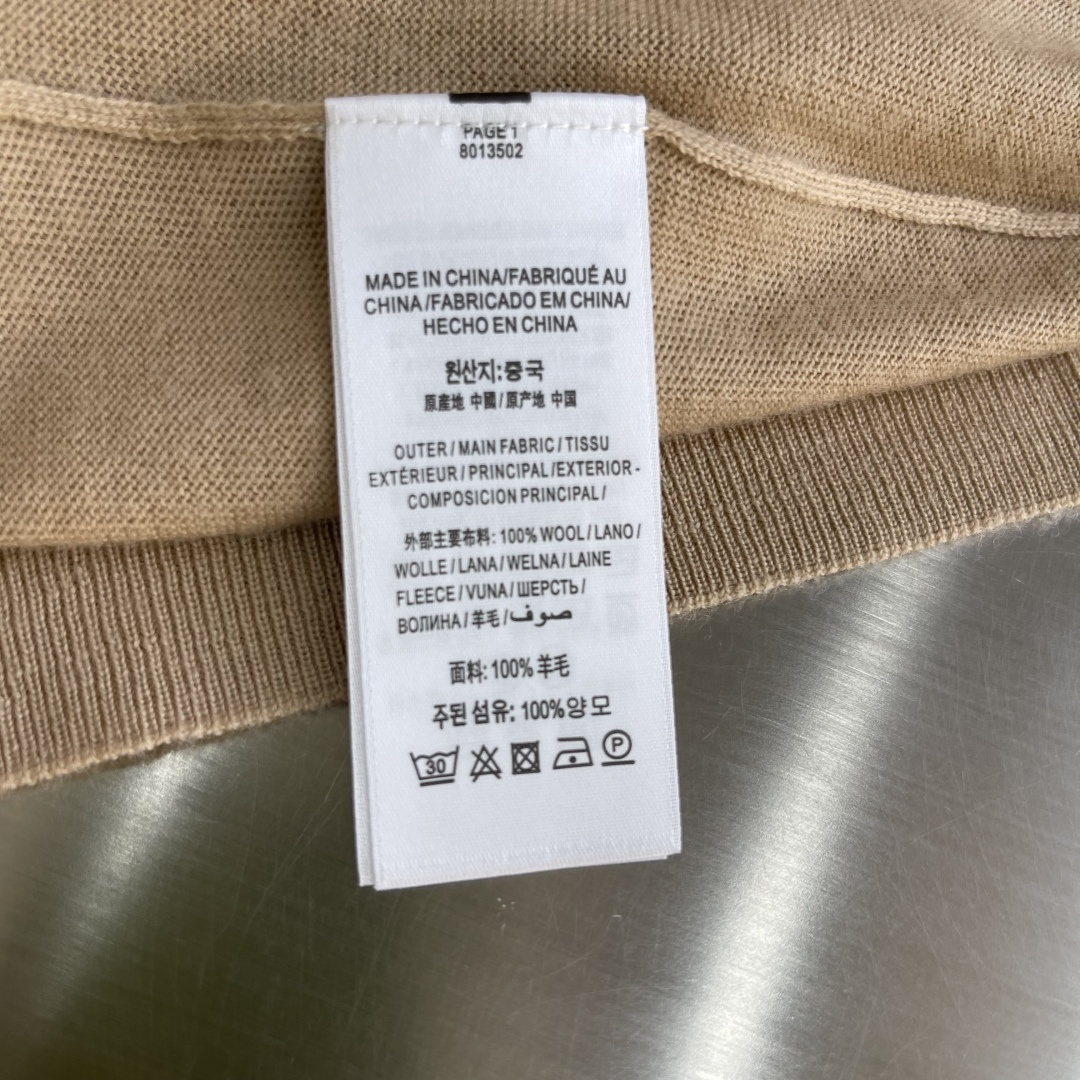 PAGE 1
8013502
MADE IN CHINA/FABRIQUÉ AU
CHINA/FABRICADO EM CHINA/
HECHO EN CHINA
원산지:중국
原産地 中國/原产地 中国
OUTER/MAIN FABRIC/TISSU
EXTÉRIEUR/PRINCIPAL/EXTERIOR-
COMPOSICION PRINCIPAL/
外部主要布料: 100% WOOL/LANO/
WOLLE/LANA/WELNA/LAINE
FLEECE/VUNA/ШЕРСТЬ/
ВОЛИНА/羊毛/صوف
面料: 100% 羊毛
주된 섬유: 100%양모
30 P